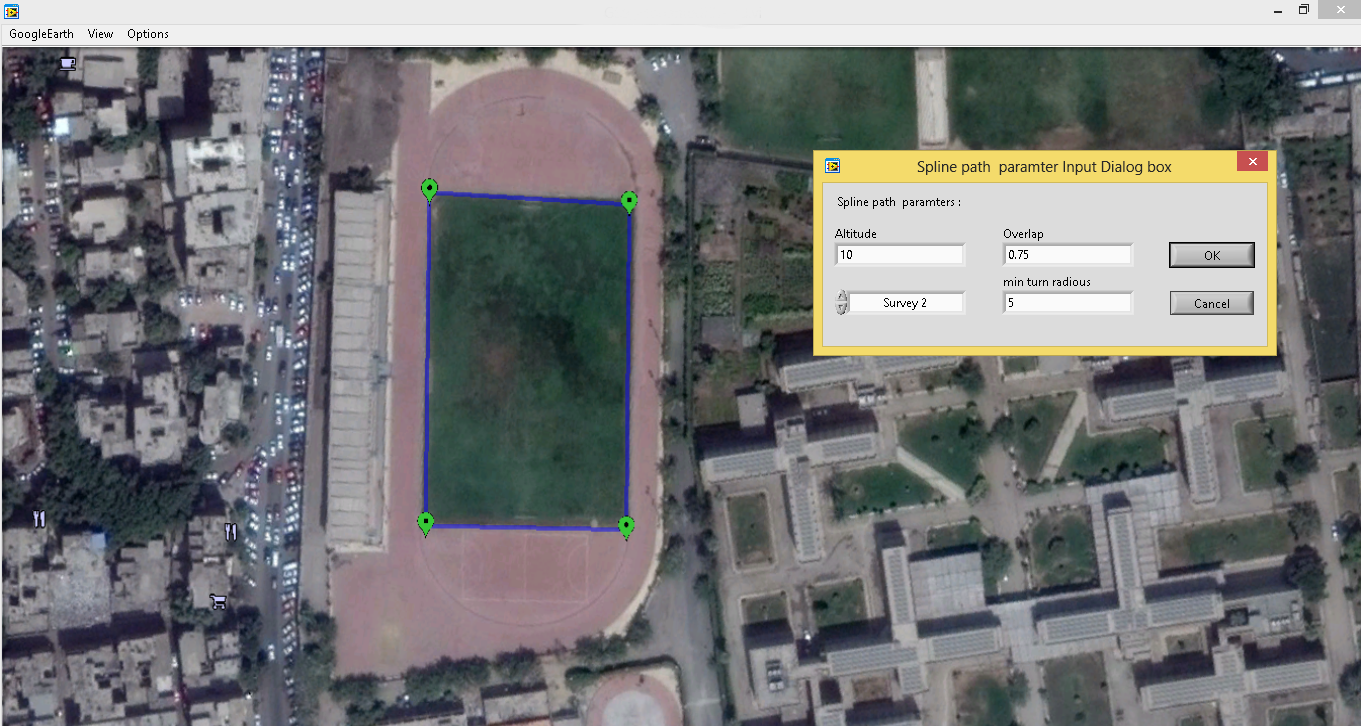 GoogleEarth View Options
Spline path paramter Input Dialog box
Spline path paramters :
Altitude Overlap
10 0.75 OK
min turn radious
Survey 2 5 Cancel